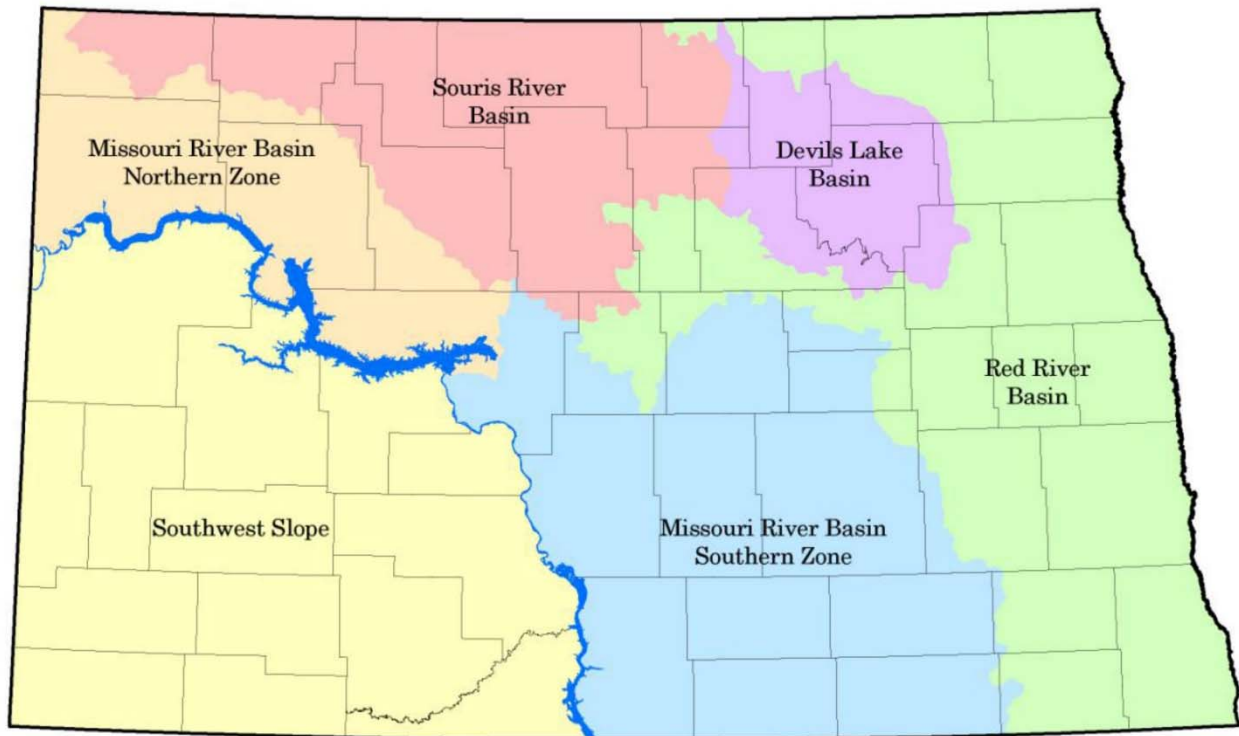 Souris River
Basin
Missouri River Basin
Northern Zone
Devils Lake
Basin
Red River
Basin
Southwest Slope
Missouri River Basin
Southern Zone